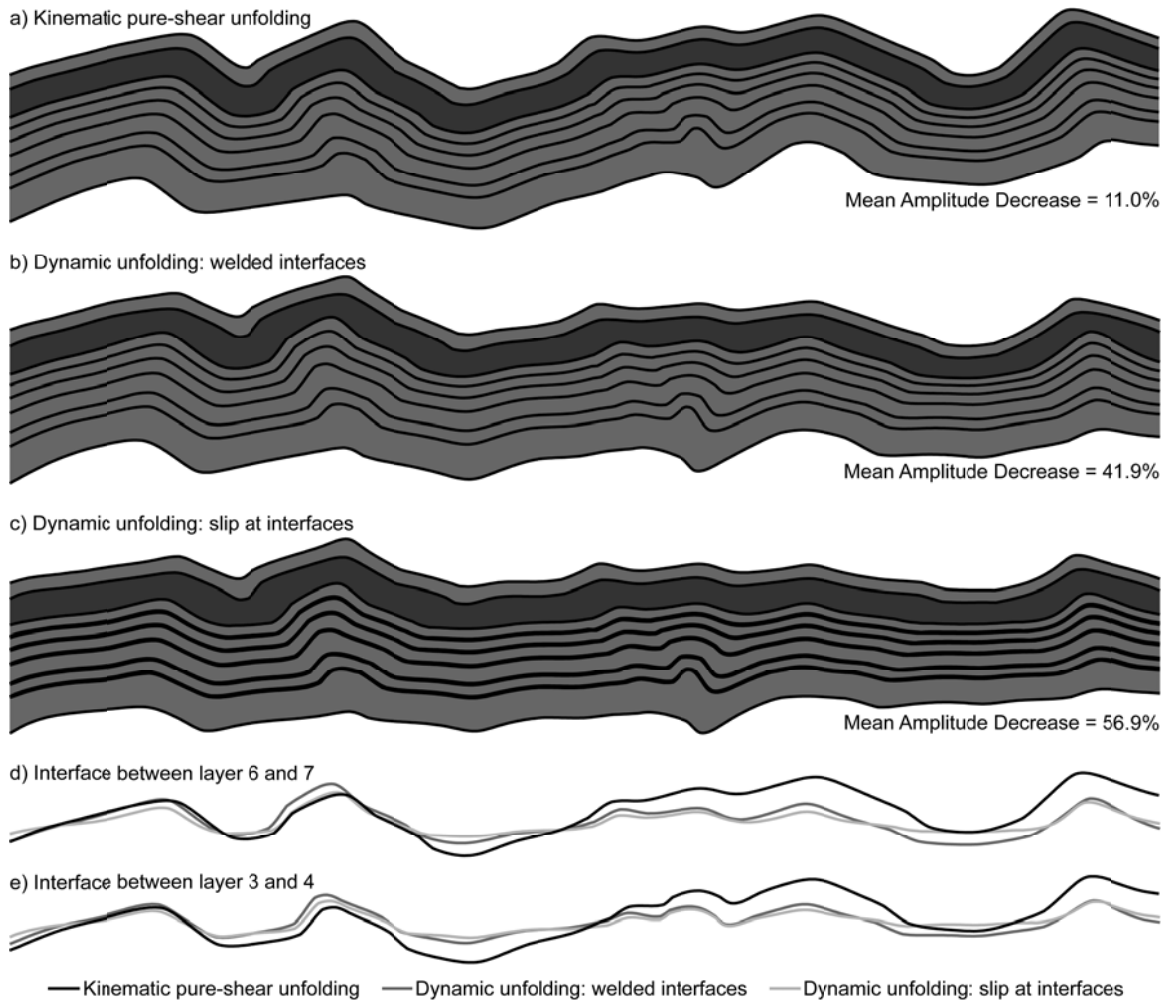 a) Kinematic pure-shear unfolding
Mean Amplitude Decrease = 11.0%
b) Dynamic unfolding: welded interfaces
Mean Amplitude Decrease = 41.9%
c) Dynamic unfolding: slip at interfaces
Mean Amplitude Decrease = 56.9%
d) Interface between layer 6 and 7
e) Interface between layer 3 and 4
Kinematic pure-shear unfolding Dynamic unfolding: welded interfaces Dynamic unfolding: slip at interfaces